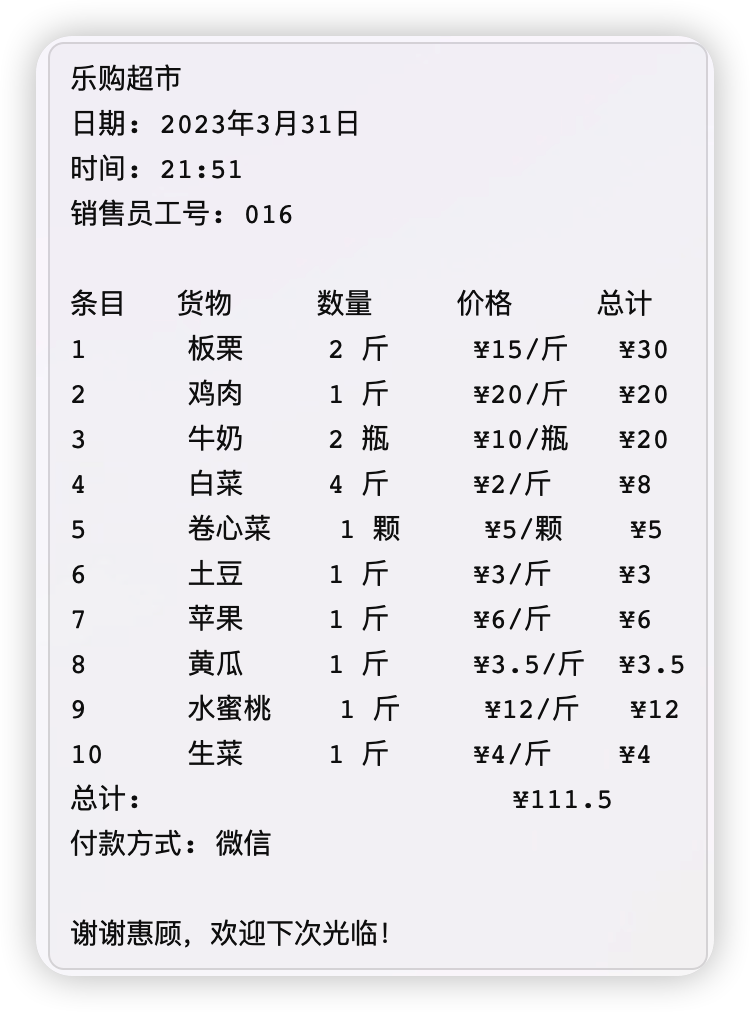 乐购超市
日期：2023年3月31日
时间：21:51
销售员工号：016
条目 货物 数量 价格 总计
1 板栗 2 斤 ¥15/斤 ¥30
2 鸡肉 1 斤 ¥20/斤 ¥20
3 牛奶 2 瓶 ¥10/瓶 ¥20
4 白菜 4 斤 ¥2/斤 ¥8
5 卷心菜 1 颗 ¥5/颗 ¥5
6 土豆 1 斤 ¥3/斤 ¥3
7 苹果 1 斤 ¥6/斤 ¥6
8 黄瓜 1 斤 ¥3.5/斤 ¥3.5
9 水蜜桃 1 斤 ¥12/斤 ¥12
10 生菜 1 斤 ¥4/斤 ¥4
总计： ¥111.5
付款方式：微信
谢谢惠顾，欢迎下次光临！